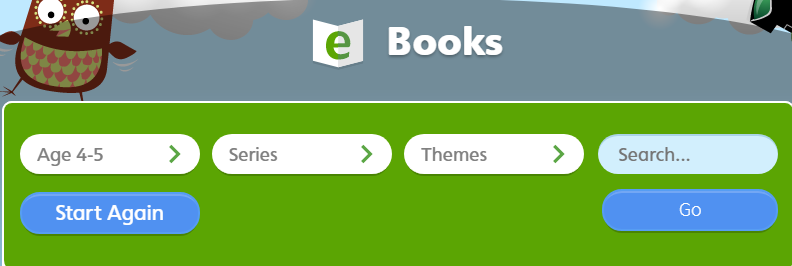 e Books
Age 4-5 Series Themes Search...
Start Again Go